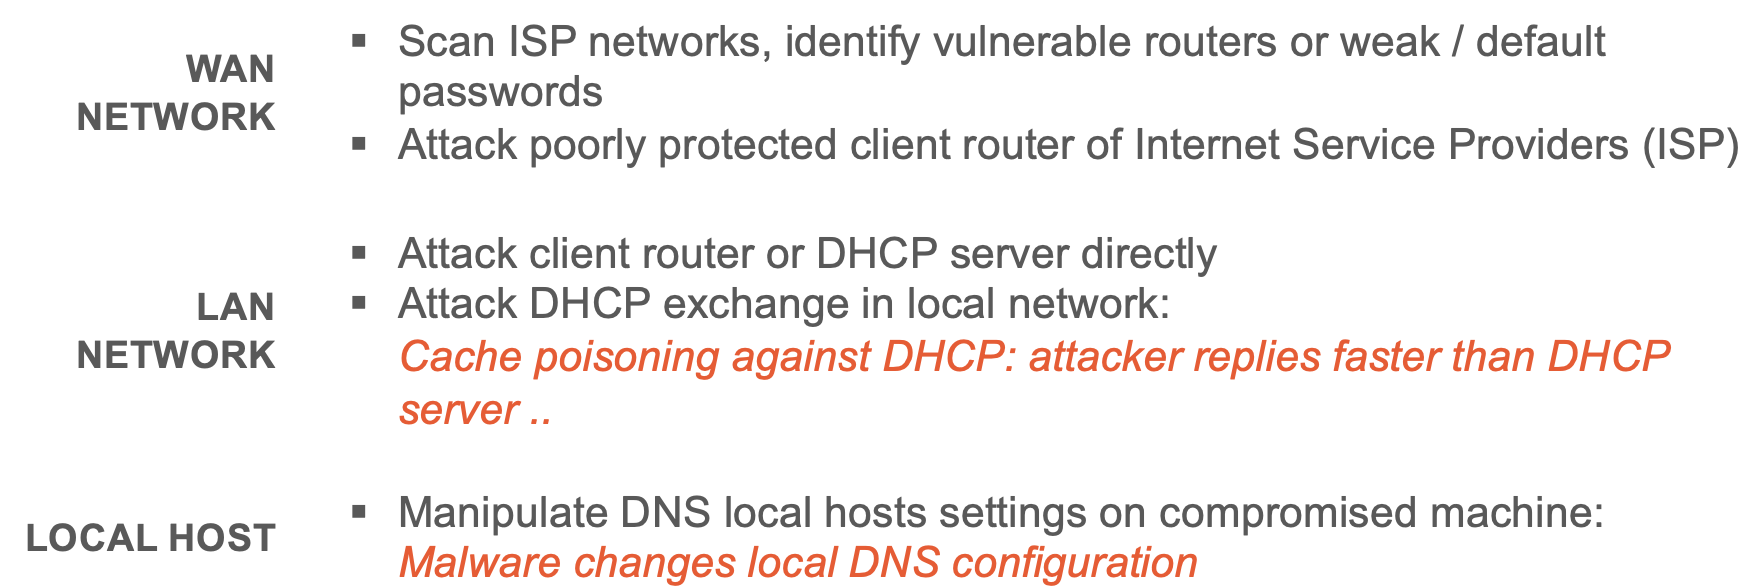 WAN
NETWORK
▪ Scan ISP networks, identify vulnerable routers or weak / default
passwords
▪ Attack poorly protected client router of Internet Service Providers (ISP)
LAN
NETWORK
▪ Attack client router or DHCP server directly
▪ Attack DHCP exchange in local network:
Cache poisoning against DHCP: attacker replies faster than DHCP
server ..
LOCAL HOST
▪ Manipulate DNS local hosts settings on compromised machine:
Malware changes local DNS configuration